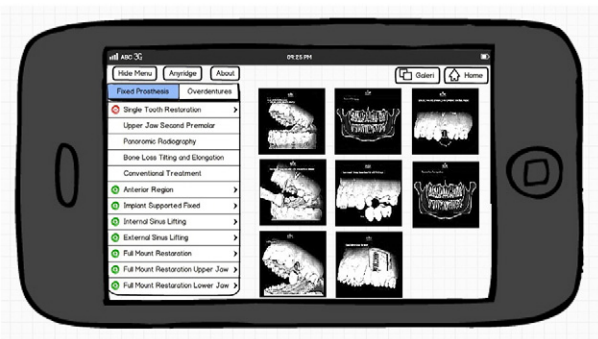 ABC 3G
09:25 PM
Hide Menu
Anyridge
About
Galeri
Home
Fixed Prosthesis
Overdentures
Single Tooth Restoration
Upper Jaw Second Premolar
Panoromic Radiography
Bone Loss Tilting and Elongation
Conventional Treatment
Anterior Region
Implant Supported Fixed
Internal Sinus Lifting
External Sinus Lifting
Full Mount Restoration
Full Mount Restoration Upper Jaw
Full Mount Restoration Lower Jaw